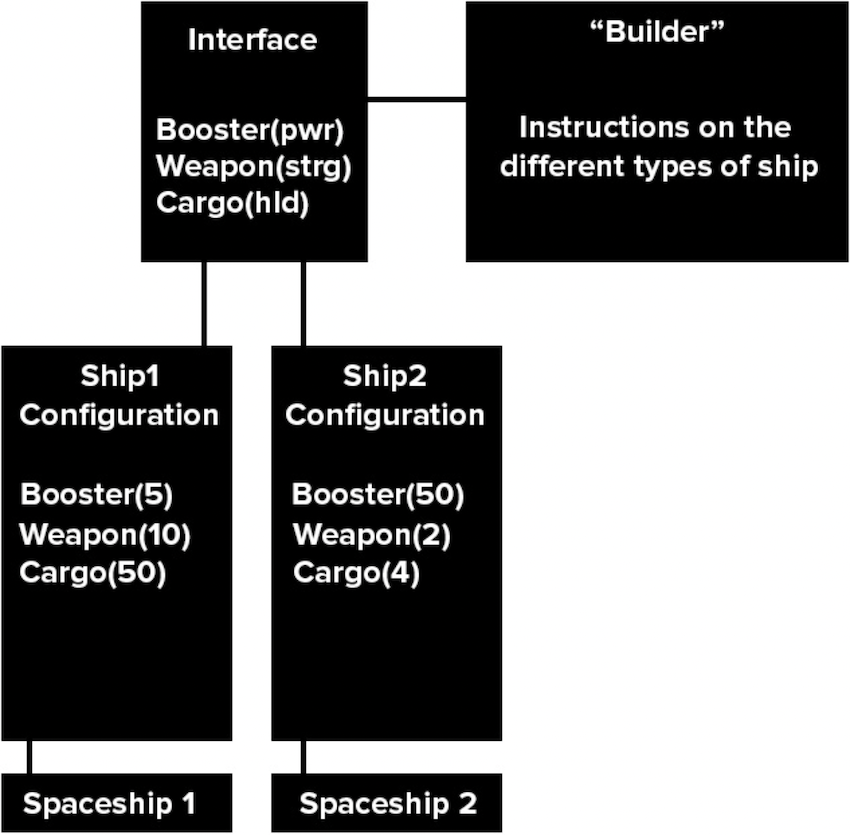 Interface
Booster(pwr)
Weapon(strg)
Cargo(hld)
“Builder”
Instructions on the
different types of ship
Ship1
Configuration
Booster(5)
Weapon(10)
Cargo(50)
Ship2
Configuration
Booster(50)
Weapon(2)
Cargo(4)
Spaceship 1
Spaceship 2